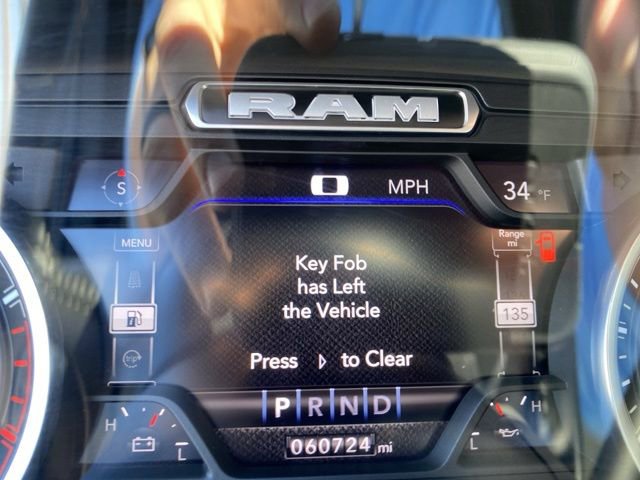 RAM
S
0 MPH
34 °F
MENU
Range
mi
Key Fob
has Left
the Vehicle
135
trip
Press ▷ to Clear
P R N D
H
H
060724 mi
L
L